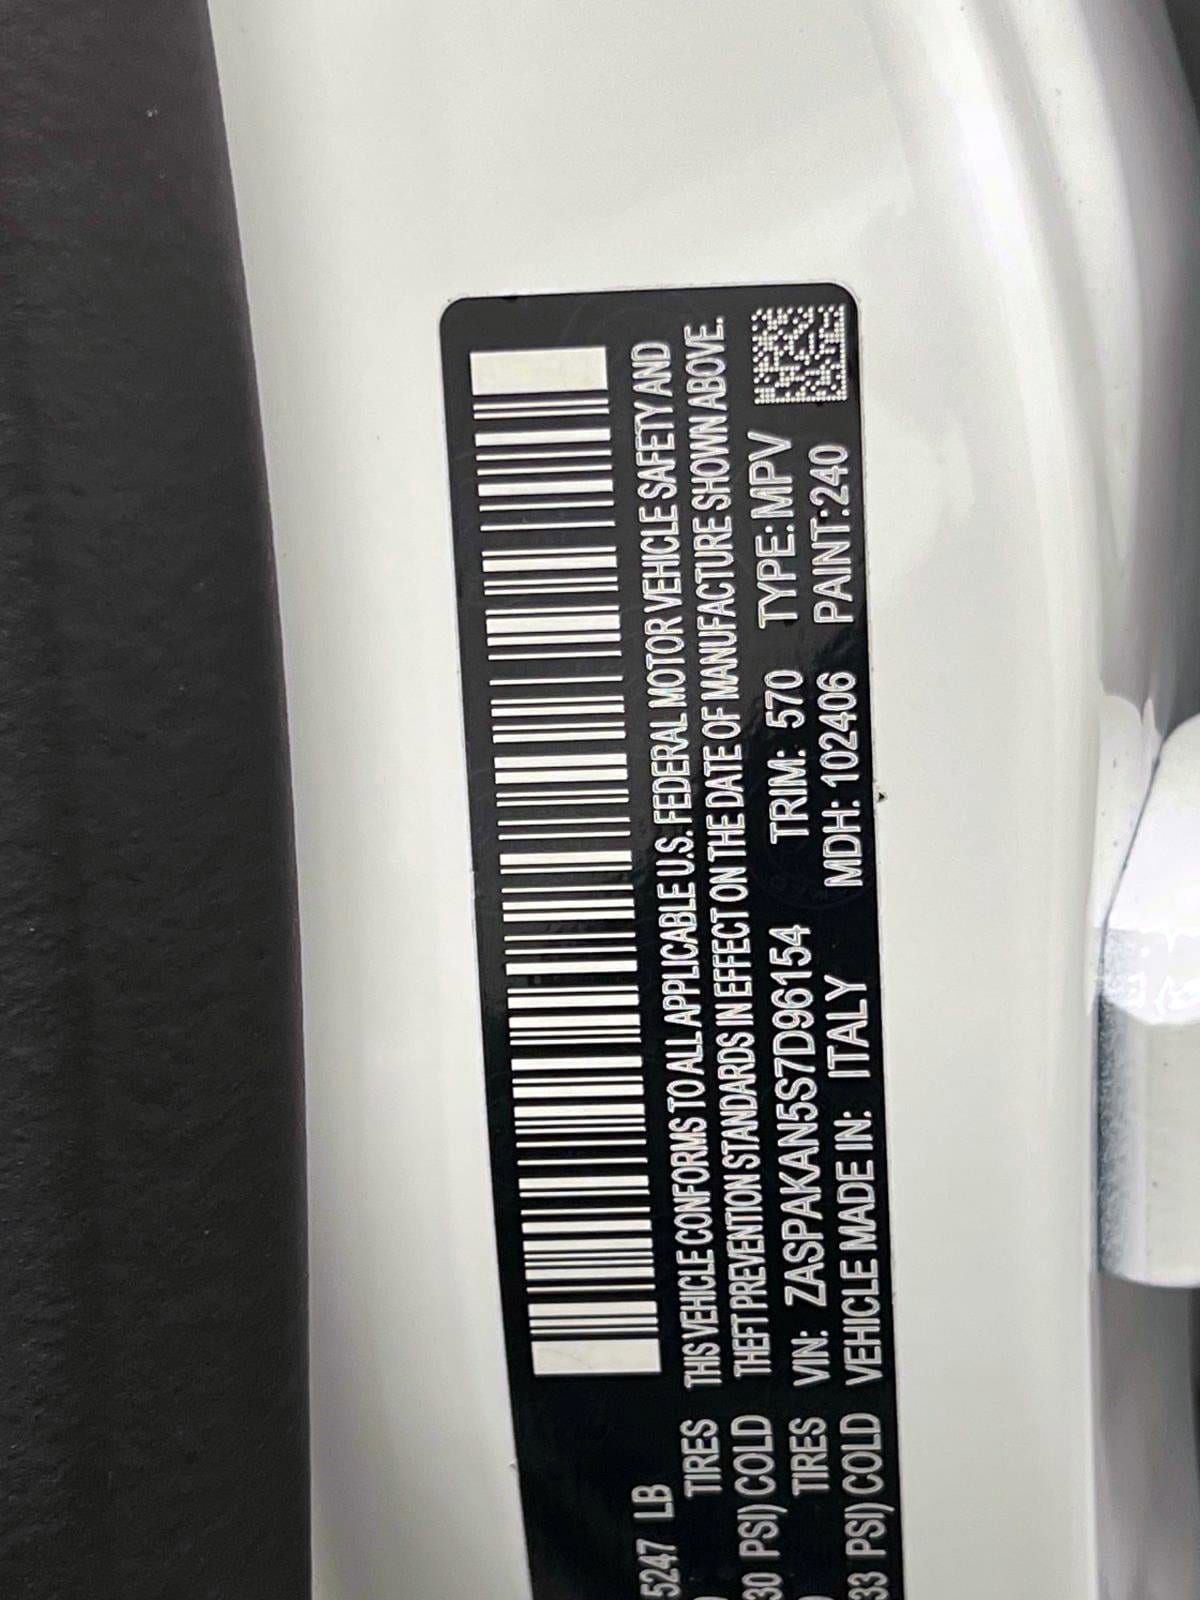 5247 LB
TIRES THIS VEHICLE CONFORMS TO ALL APPLICABLE U.S. FEDERAL MOTOR VEHICLE SAFETY AND
30 PSI) COLD THEFT PREVENTION STANDARDS IN EFFECT ON THE DATE OF MANUFACTURE SHOWN ABOVE.
TIRES VIN: ZASPAKAN5S7D96154 TRIM: 570 TYPE: MPV
33 PSI) COLD VEHICLE MADE IN: ITALY MDH: 102406 PAINT:240